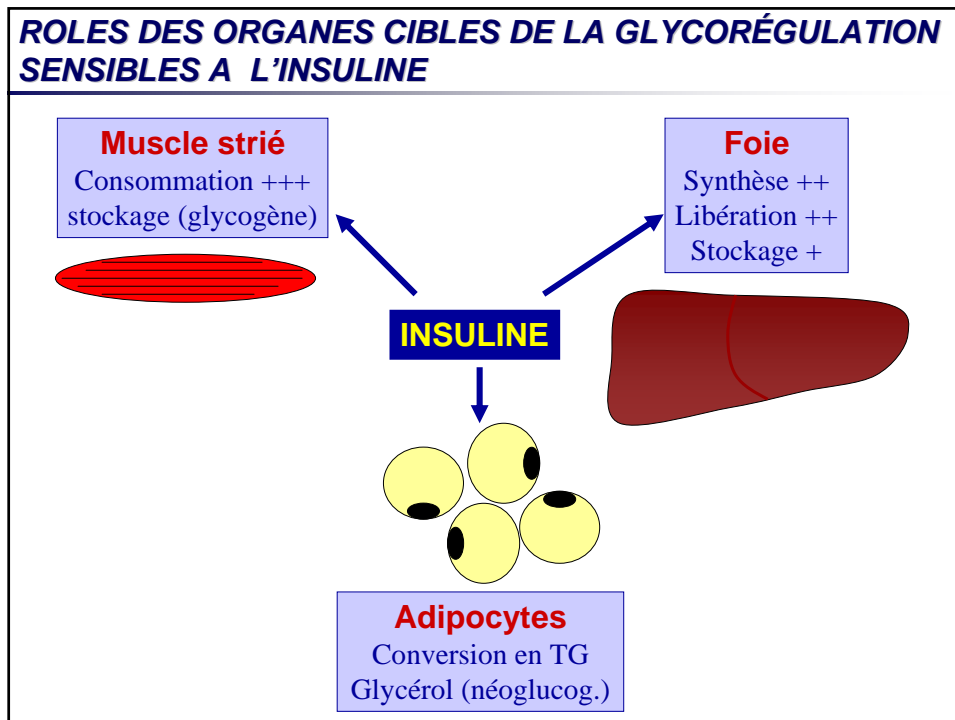 ROLES DES ORGANES CIBLES DE LA GLYCORÉGULATION
SENSIBLES A L'INSULINE
Muscle strié
Consommation +++
stockage (glycogène)
Foie
Synthèse ++
Libération ++
Stockage +
INSULINE
Adipocytes
Conversion en TG
Glycérol (néoglucog.)